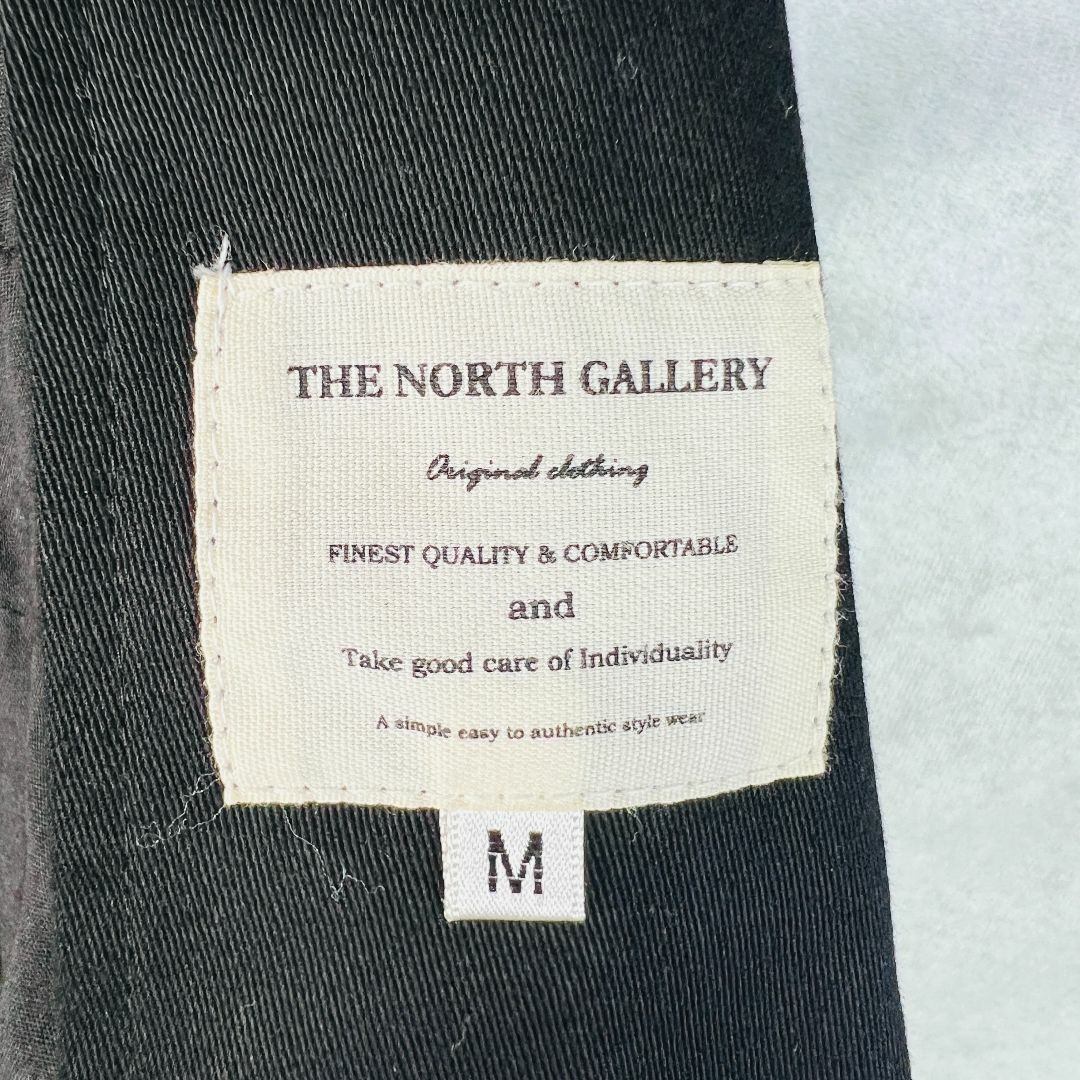 THE NORTH GALLERY
Original clothing
FINEST QUALITY & COMFORTABLE
and
Take good care of Individuality
A simple easy to authentic style wear
M